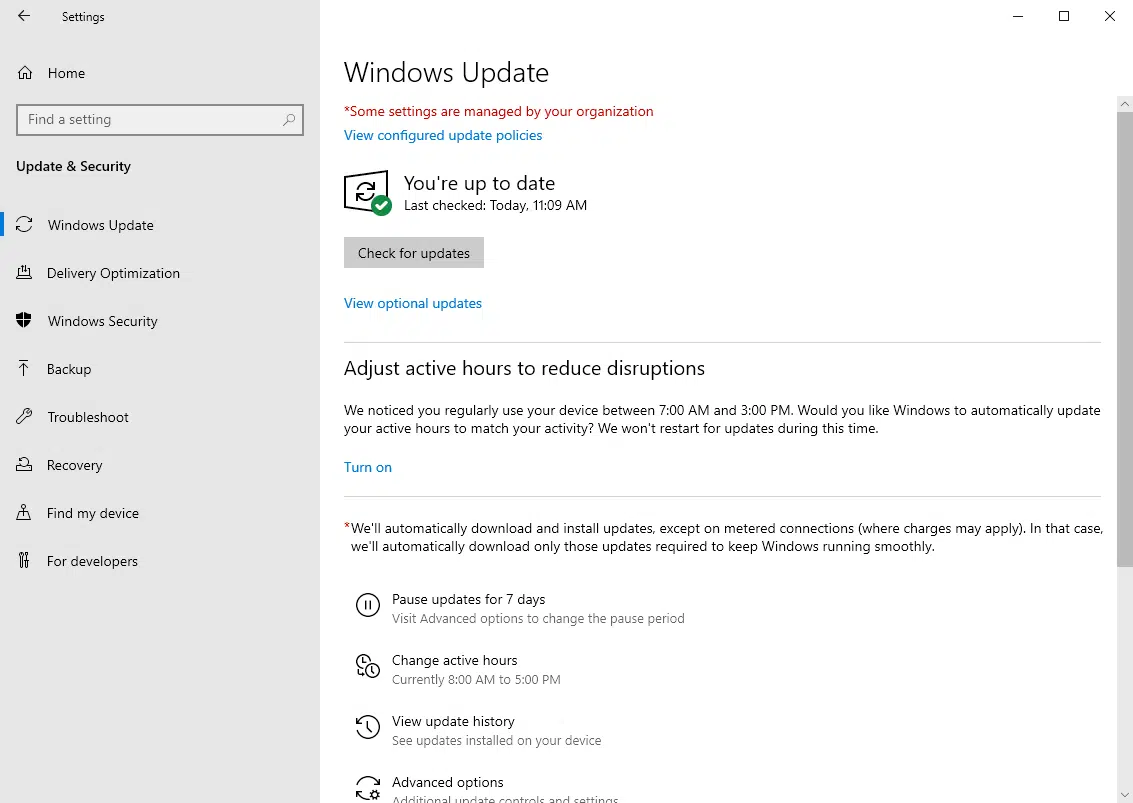 Settings
Home
Find a setting
Update & Security
Windows Update
Delivery Optimization
Windows Security
Backup
Troubleshoot
Recovery
Find my device
For developers
Windows Update
*Some settings are managed by your organization
View configured update policies
You're up to date
Last checked: Today, 11:09 AM
Check for updates
View optional updates
Adjust active hours to reduce disruptions
We noticed you regularly use your device between 7:00 AM and 3:00 PM. Would you like Windows to automatically update
your active hours to match your activity? We won't restart for updates during this time.
Turn on
*We'll automatically download and install updates, except on metered connections (where charges may apply). In that case,
we'll automatically download only those updates required to keep Windows running smoothly.
Pause updates for 7 days
Visit Advanced options to change the pause period
Change active hours
Currently 8:00 AM to 5:00 PM
View update history
See updates installed on your device
Advanced options
Additional update controls and settings